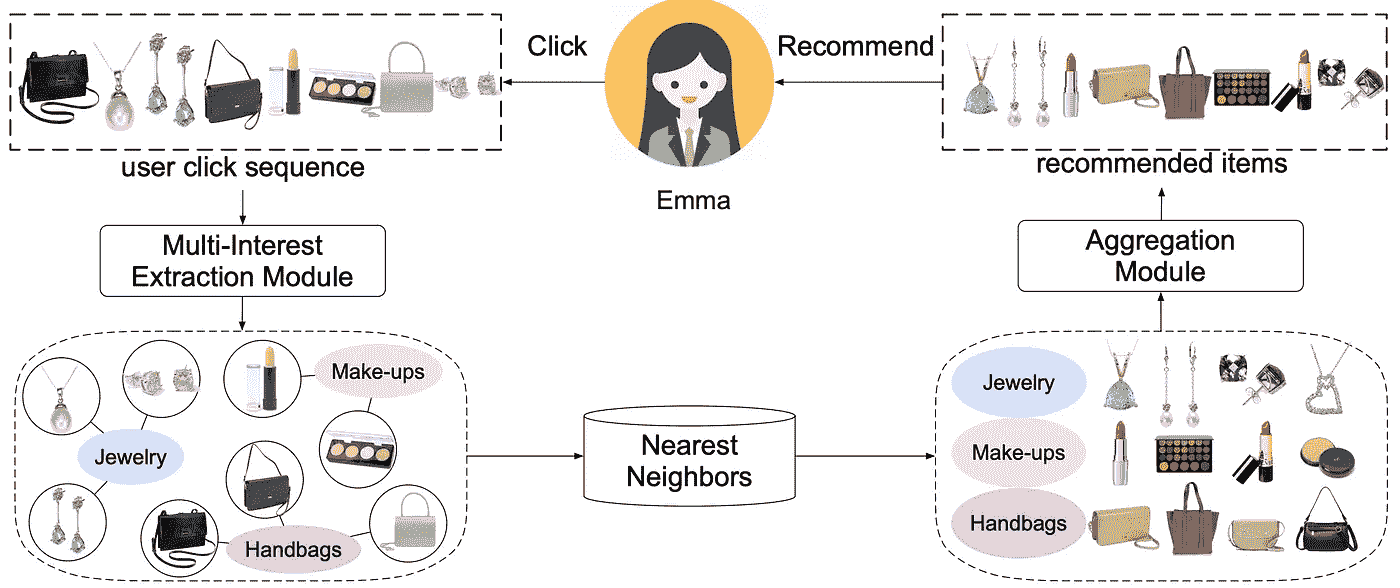 Click
Recommend
user click sequence
Emma
recommended items
Multi-Interest
Extraction Module
Aggregation
Module
Make-ups
Jewelry
Handbags
Nearest
Neighbors
Jewelry
Make-ups
Handbags